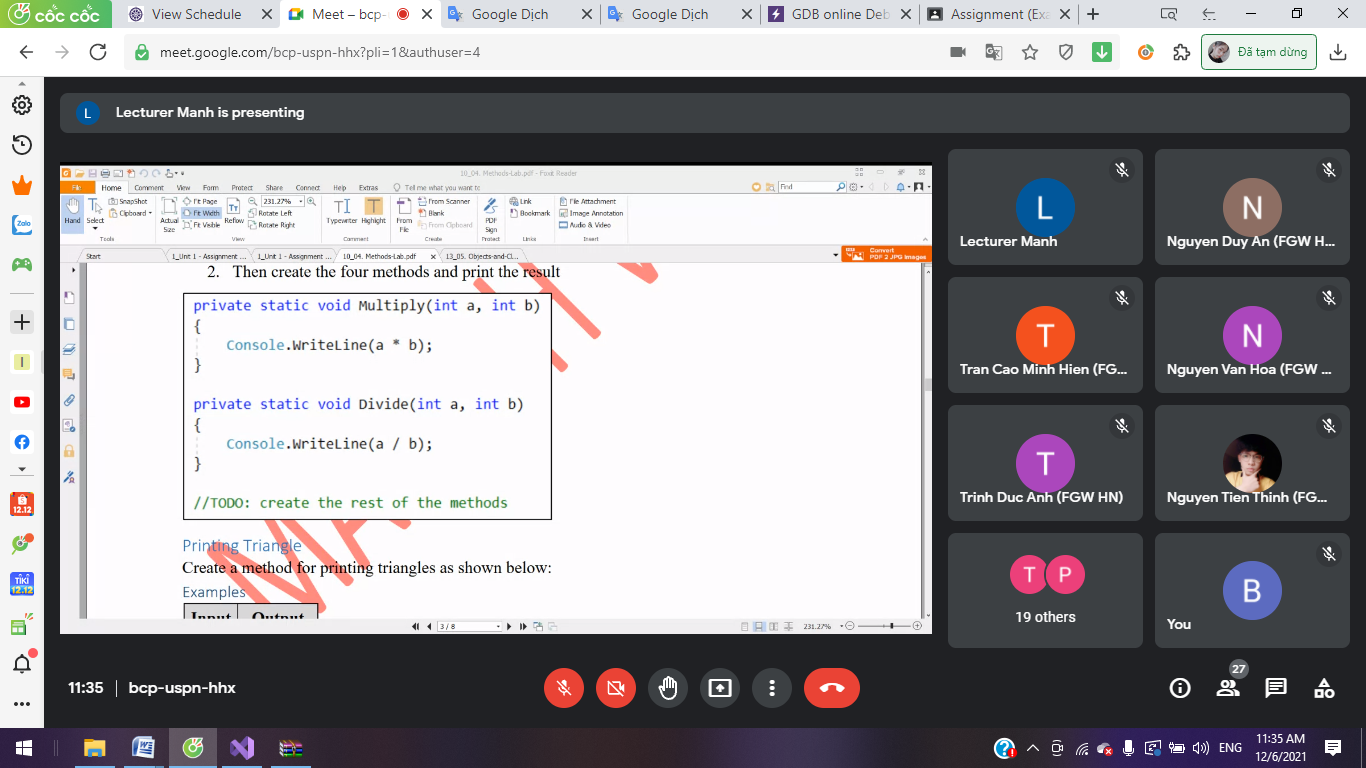 CỐC CỐC
View Schedule
Meet – bcp-
Google Dịch
Google Dịch
GDB online Deb
Assignment (Exa
meet.google.com/bcp-uspn-hhx?pli=1&authuser=4
Đã tạm dừng
L
Lecturer Manh is presenting
10_04. Methods-Lab.pdf - Foxit Reader
File
Home
Comment
View
Form
Protect
Share
Connect
Help
Extras
Tell me what you want to
Find
Hand
Select
SnapShot
Clipboard
Actual Size
Fit Page
Fit Width
Fit Visible
Reflow
231.27%
Rotate Left
Rotate Right
Typewriter
Highlight
From File
From Scanner
Blank
From Clipboard
PDF Sign
Link
Bookmark
File Attachment
Image Annotation
Audio & Video
Tools
View
Comment
Create
Protect
Links
Insert
Start
1_Unit 1 - Assignment ...
1_Unit 1 - Assignment ...
10_04. Methods-Lab.pdf
13_05. Objects-and-Cl...
Convert
PDF 2 JPG Images
2. Then create the four methods and print the result
private static void Multiply(int a, int b)
{
Console.WriteLine(a * b);
}
private static void Divide(int a, int b)
{
Console.WriteLine(a / b);
}
//TODO: create the rest of the methods
Printing Triangle
Create a method for printing triangles as shown below:
Examples
Input
Output
3 / 8
231.27%
L
Lecturer Manh
N
Nguyen Duy An (FGW H...
T
Tran Cao Minh Hien (FG...
N
Nguyen Van Hoa (FGW ...
T
Trinh Duc Anh (FGW HN)
Nguyen Tien Thinh (FG...
T
P
19 others
B
You
11:35
bcp-uspn-hhx
27
Zalo
12.12
TIKI
12.12
ENG
11:35 AM
12/6/2021